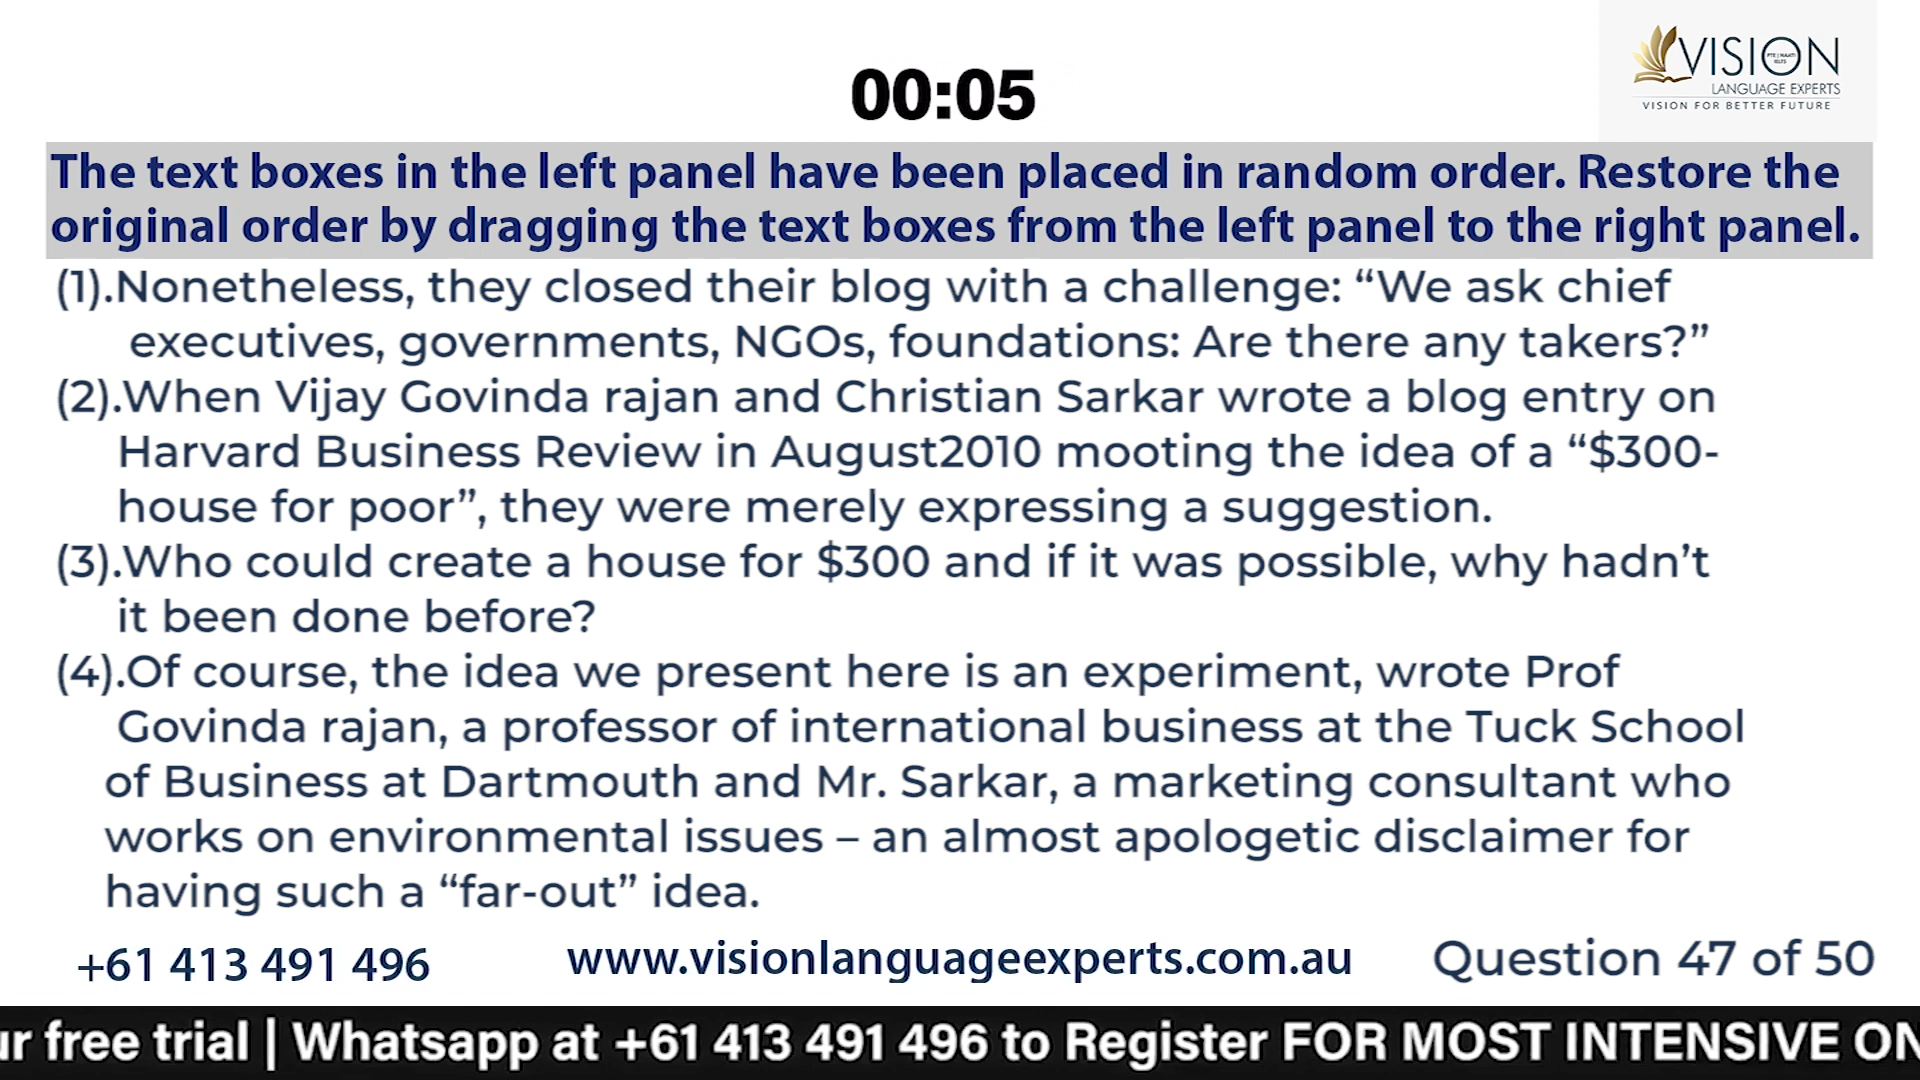 VISION
PTE | NAATI
IELTS
LANGUAGE EXPERTS
VISION FOR BETTER FUTURE
00:05
The text boxes in the left panel have been placed in random order. Restore the
original order by dragging the text boxes from the left panel to the right panel.
(1).Nonetheless, they closed their blog with a challenge: “We ask chief
executives, governments, NGOs, foundations: Are there any takers?”
(2).When Vijay Govinda rajan and Christian Sarkar wrote a blog entry on
Harvard Business Review in August2010 mooting the idea of a “$300-
house for poor”, they were merely expressing a suggestion.
(3).Who could create a house for $300 and if it was possible, why hadn’t
it been done before?
(4).Of course, the idea we present here is an experiment, wrote Prof
Govinda rajan, a professor of international business at the Tuck School
of Business at Dartmouth and Mr. Sarkar, a marketing consultant who
works on environmental issues – an almost apologetic disclaimer for
having such a “far-out” idea.
+61 413 491 496 www.visionlanguageexperts.com.au Question 47 of 50
ur free trial | Whatsapp at +61 413 491 496 to Register FOR MOST INTENSIVE ON